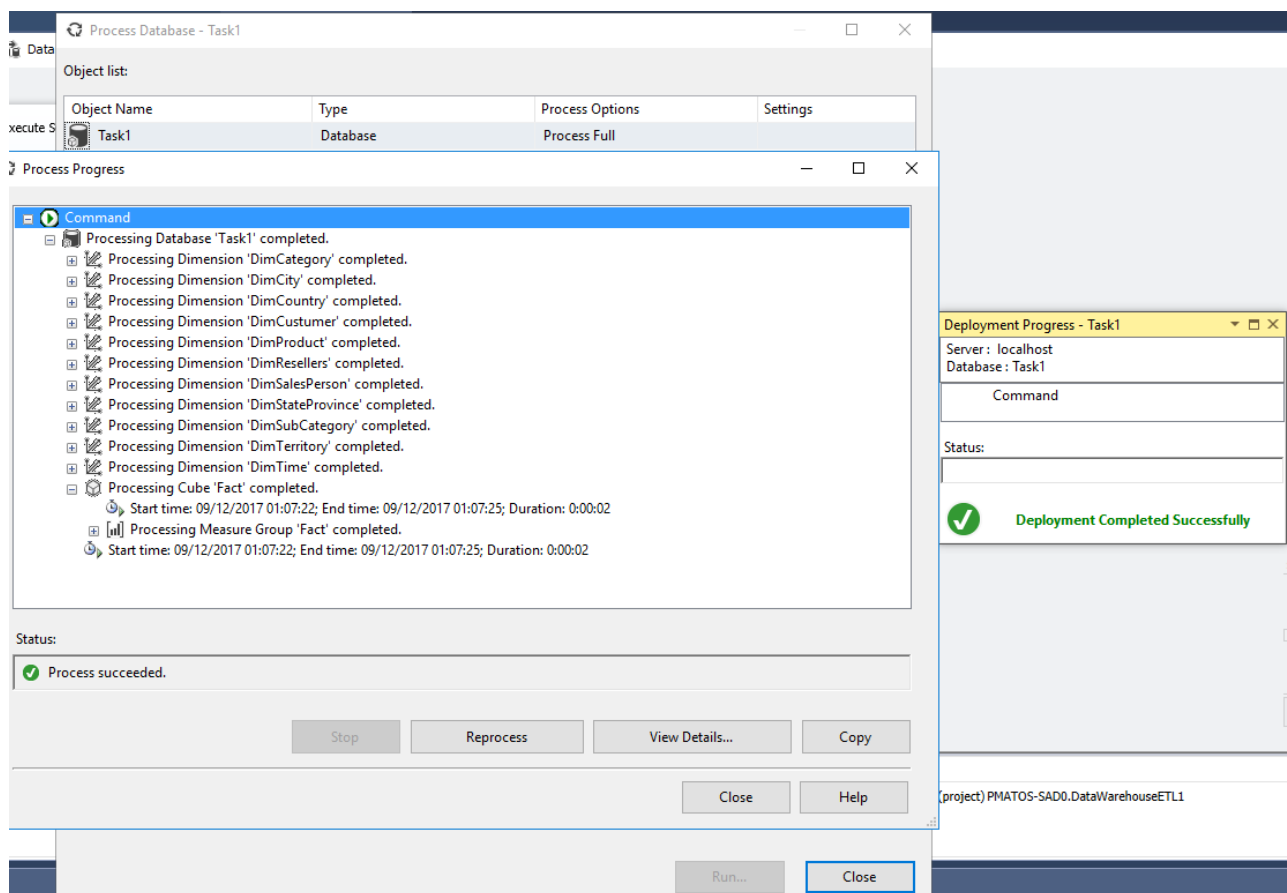 Process Database - Task1
Data
Object list:
Object Name Type Process Options Settings
Task1 Database Process Full
xecute S
Process Progress
Command
Processing Database 'Task1' completed.
Processing Dimension 'DimCategory' completed.
Processing Dimension 'DimCity' completed.
Processing Dimension 'DimCountry' completed.
Processing Dimension 'DimCustumer' completed.
Processing Dimension 'DimProduct' completed.
Processing Dimension 'DimResellers' completed.
Processing Dimension 'DimSalesPerson' completed.
Processing Dimension 'DimStateProvince' completed.
Processing Dimension 'DimSubCategory' completed.
Processing Dimension 'DimTerritory' completed.
Processing Dimension 'DimTime' completed.
Processing Cube 'Fact' completed.
Start time: 09/12/2017 01:07:22; End time: 09/12/2017 01:07:25; Duration: 0:00:02
Processing Measure Group 'Fact' completed.
Start time: 09/12/2017 01:07:22; End time: 09/12/2017 01:07:25; Duration: 0:00:02
Status:
Process succeeded.
Stop Reprocess View Details... Copy
Close Help
Run... Close
Deployment Progress - Task1
Server : localhost
Database : Task1
Command
Status:
Deployment Completed Successfully
(project) PMATOS-SAD0.DataWarehouseETL1